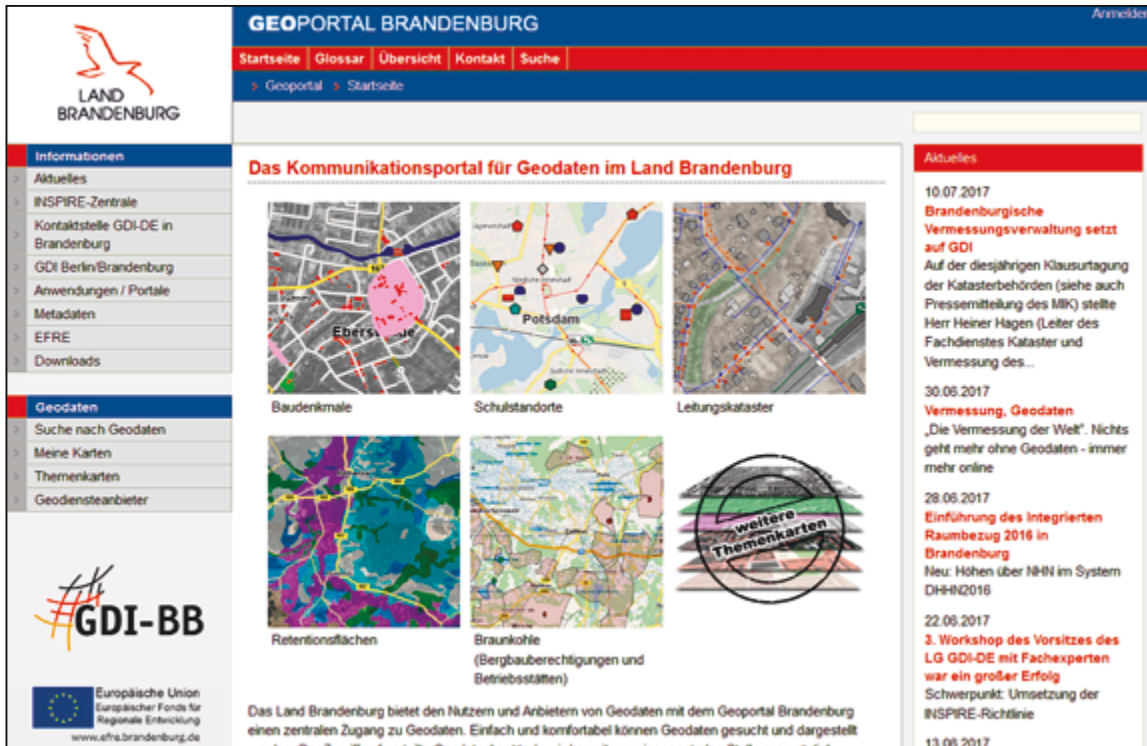 LAND
BRANDENBURG
GEOPORTAL BRANDENBURG
Anmelden
Startseite Glossar Übersicht Kontakt Suche
Geoportal Startseite
Informationen
Aktuelles
INSPIRE-Zentrale
Kontaktstelle GDI-DE in
Brandenburg
GDI Berlin/Brandenburg
Anwendungen / Portale
Metadaten
EFRE
Downloads
Geodaten
Suche nach Geodaten
Meine Karten
Themenkarten
Geodiensteanbieter
GDI-BB
Europäische Union
Europäischer Fonds für
Regionale Entwicklung
www.efre.brandenburg.de
Das Kommunikationsportal für Geodaten im Land Brandenburg
Potsdam
Baudenkmale
Schulstandorte
Leitungskataster
weitere
Themenkarten
Retentionsflächen
Braunkohle
(Bergbauberechtigungen und
Betriebsstätten)
Das Land Brandenburg bietet den Nutzern und Anbietern von Geodaten mit dem Geoportal Brandenburg
einen zentralen Zugang zu Geodaten. Einfach und komfortabel können Geodaten gesucht und dargestellt
Aktuelles
10.07.2017
Brandenburgische
Vermessungsverwaltung setzt
auf GDI
Auf der diesjährigen Klausurtagung
der Katasterbehörden (siehe auch
Pressemitteilung des MIK) stellte
Herr Heiner Hagen (Leiter des
Fachdienstes Kataster und
Vermessung des...
30.06.2017
Vermessung, Geodaten
„Die Vermessung der Welt". Nichts
geht mehr ohne Geodaten - immer
mehr online
28.06.2017
Einführung des Integrierten
Raumbezug 2016 in
Brandenburg
Neu: Höhen über NHN im System
DHHN2016
22.06.2017
3. Workshop des Vorsitzes des
LG GDI-DE mit Fachexperten
war ein großer Erfolg
Schwerpunkt: Umsetzung der
INSPIRE-Richtlinie
13.06.2017